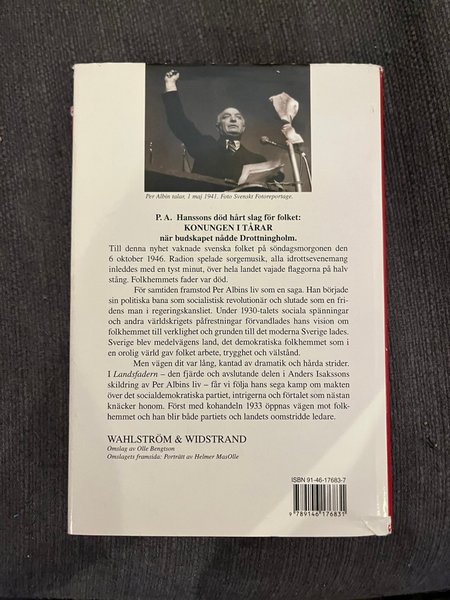 Per Albin talar, 1 maj 1941. Foto Svenskt Fotoreportage.
P. A. Hanssons död hårt slag för folket:
KONUNGEN I TÅRAR
när budskapet nådde Drottningholm.
Till denna nyhet vaknade svenska folket på söndagsmorgonen den
6 oktober 1946. Radion spelade sorgemusik, alla idrottsevenemang
inleddes med en tyst minut, över hela landet vajade flaggorna på halv
stång. Folkhemmets fader var död.
För samtiden framstod Per Albins liv som en saga. Han började
sin politiska bana som socialistisk revolutionär och slutade som en fri-
dens man i regeringskansliet. Under 1930-talets sociala spänningar
och andra världskrigets påfrestningar förvandlades hans vision om
folkhemmet till verklighet och grunden till det moderna Sverige lades.
Sverige blev medelvägens land, det demokratiska folkhemmet som i
en orolig värld gav folket arbete, trygghet och välstånd.
Men vägen dit var lång, kantad av dramatik och hårda strider.
I Landsfadern – den fjärde och avslutande delen i Anders Isakssons
skildring av Per Albins liv – får vi följa hans sega kamp om makten
över det socialdemokratiska partiet, intrigerna och förtalet som nästan
knäcker honom. Först med kohandeln 1933 öppnas vägen mot folk-
hemmet och han blir både partiets och landets oomstridde ledare.
WAHLSTRÖM & WIDSTRAND
Omslag av Olle Bengtson
Omslagets framsida: Porträtt av Helmer MasOlle
ISBN 91-46-17683-7
9 789146 176831